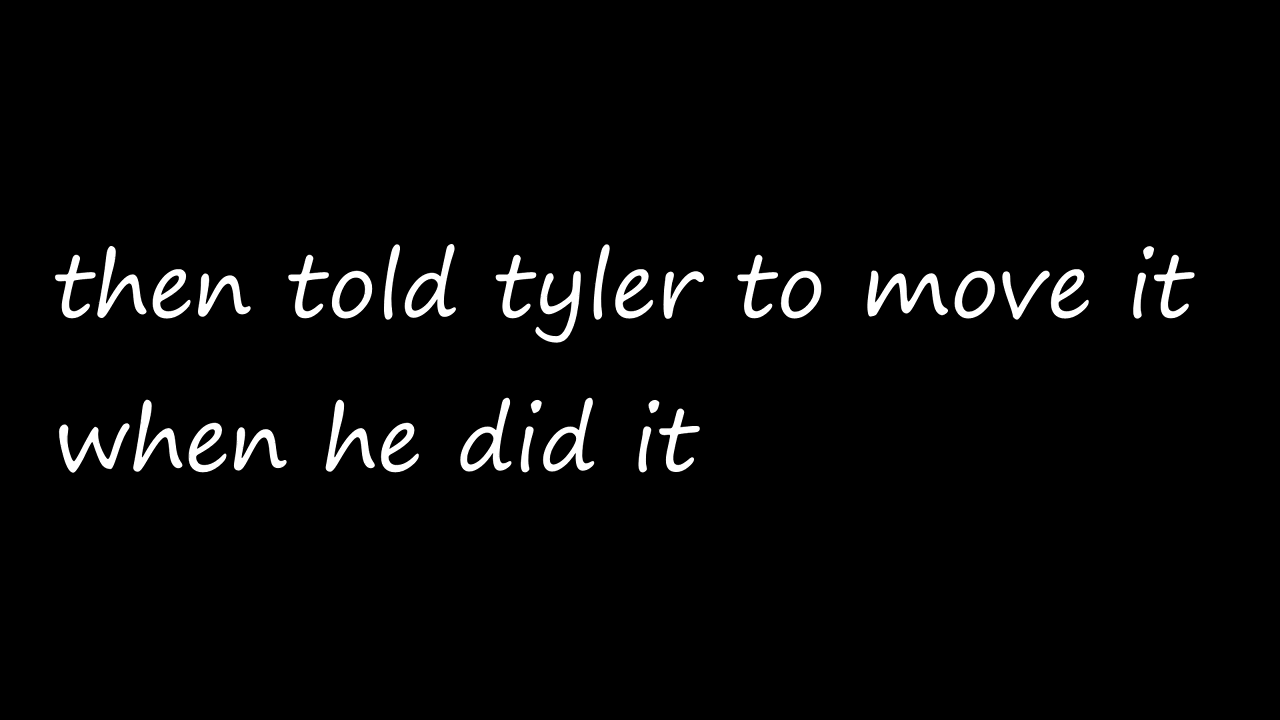 then told tyler to move it
when he did it